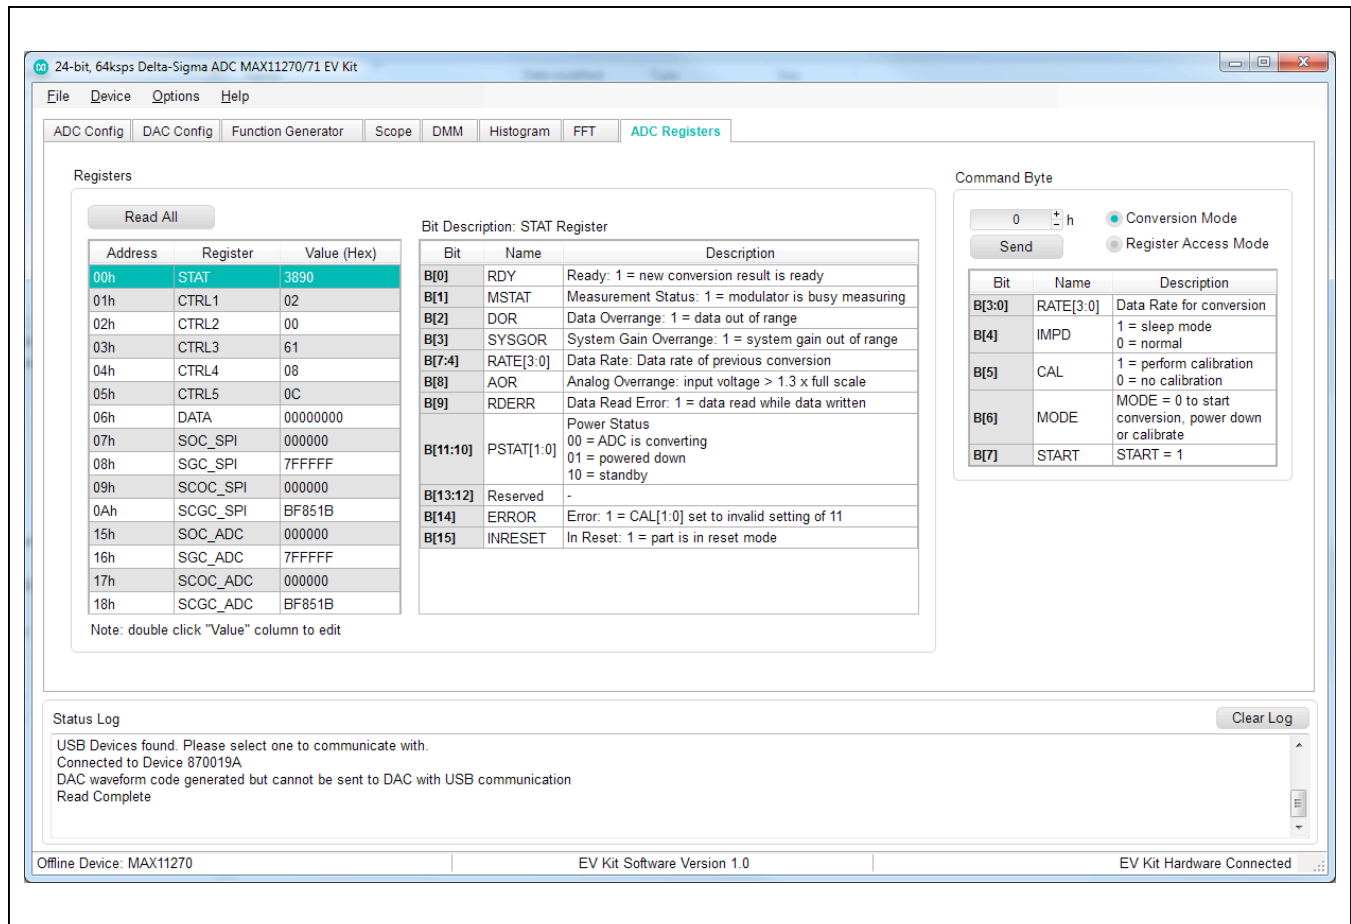 24-bit, 64ksps Delta-Sigma ADC MAX11270/71 EV Kit
File Device Options Help
ADC Config DAC Config Function Generator Scope DMM Histogram FFT ADC Registers
Registers
Read All
Address Register Value (Hex)
00h STAT 3890
01h CTRL1 02
02h CTRL2 00
03h CTRL3 61
04h CTRL4 08
05h CTRL5 0C
06h DATA 00000000
07h SOC_SPI 000000
08h SGC_SPI 7FFFFF
09h SCOC_SPI 000000
0Ah SCGC_SPI BF851B
15h SOC_ADC 000000
16h SGC_ADC 7FFFFF
17h SCOC_ADC 000000
18h SCGC_ADC BF851B
Note: double click "Value" column to edit
Bit Description: STAT Register
Bit Name Description
B[0] RDY Ready: 1 = new conversion result is ready
B[1] MSTAT Measurement Status: 1 = modulator is busy measuring
B[2] DOR Data Overrange: 1 = data out of range
B[3] SYSGOR System Gain Overrange: 1 = system gain out of range
B[7:4] RATE[3:0] Data Rate: Data rate of previous conversion
B[8] AOR Analog Overrange: input voltage > 1.3 x full scale
B[9] RDERR Data Read Error: 1 = data read while data written
B[11:10] PSTAT[1:0] Power Status
00 = ADC is converting
01 = powered down
10 = standby
B[13:12] Reserved -
B[14] ERROR Error: 1 = CAL[1:0] set to invalid setting of 11
B[15] INRESET In Reset: 1 = part is in reset mode
Command Byte
0 h Conversion Mode
Send Register Access Mode
Bit Name Description
B[3:0] RATE[3:0] Data Rate for conversion
B[4] IMPD 1 = sleep mode
0 = normal
B[5] CAL 1 = perform calibration
0 = no calibration
B[6] MODE MODE = 0 to start
conversion, power down
or calibrate
B[7] START START = 1
Status Log
Clear Log
USB Devices found. Please select one to communicate with.
Connected to Device 870019A
DAC waveform code generated but cannot be sent to DAC with USB communication
Read Complete
Offline Device: MAX11270 EV Kit Software Version 1.0 EV Kit Hardware Connected